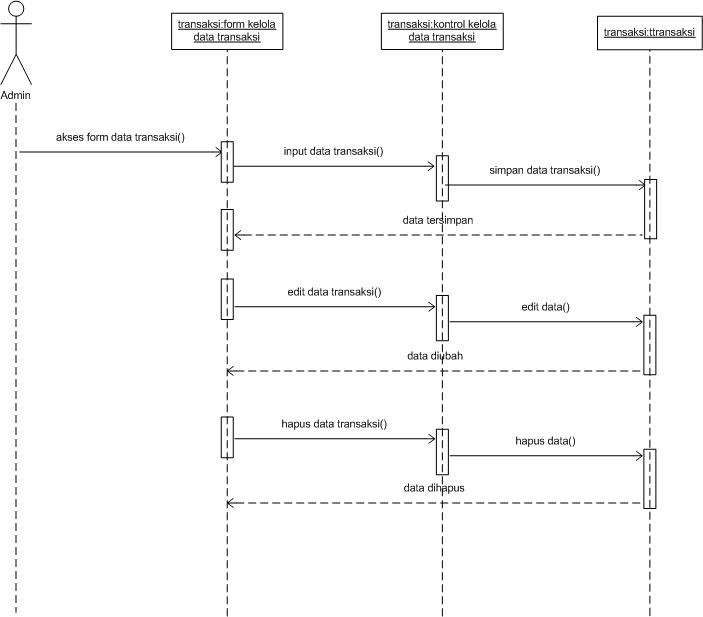 transaksi:form kelola
data transaksi
transaksi:kontrol kelola
data transaksi
transaksi:ttransaksi
Admin
akses form data transaksi()
input data transaksi()
simpan data transaksi()
data tersimpan
edit data transaksi()
edit data()
data diubah
hapus data transaksi()
hapus data()
data dihapus